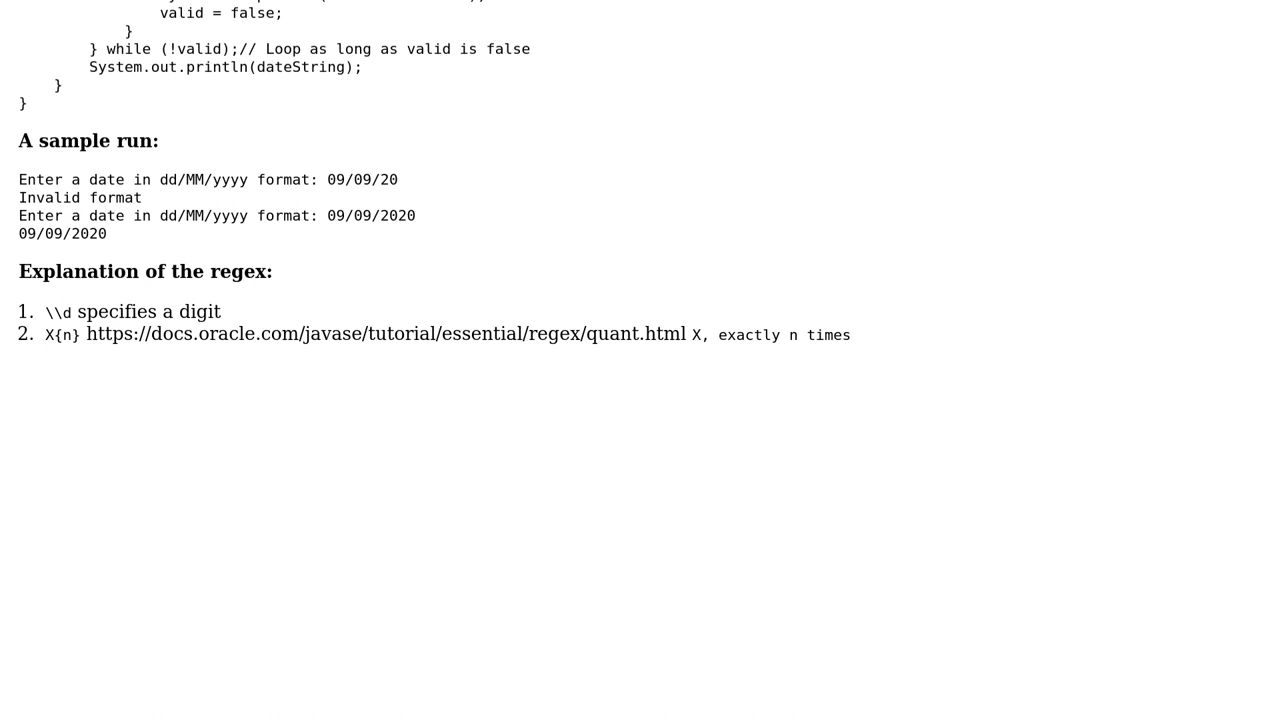 valid = false;
}
} while (!valid);// Loop as long as valid is false
System.out.println(dateString);
}
}
A sample run:
Enter a date in dd/MM/yyyy format: 09/09/20
Invalid format
Enter a date in dd/MM/yyyy format: 09/09/2020
09/09/2020
Explanation of the regex:
1. \\d specifies a digit
2. X{n} https://docs.oracle.com/javase/tutorial/essential/regex/quant.html X, exactly n times